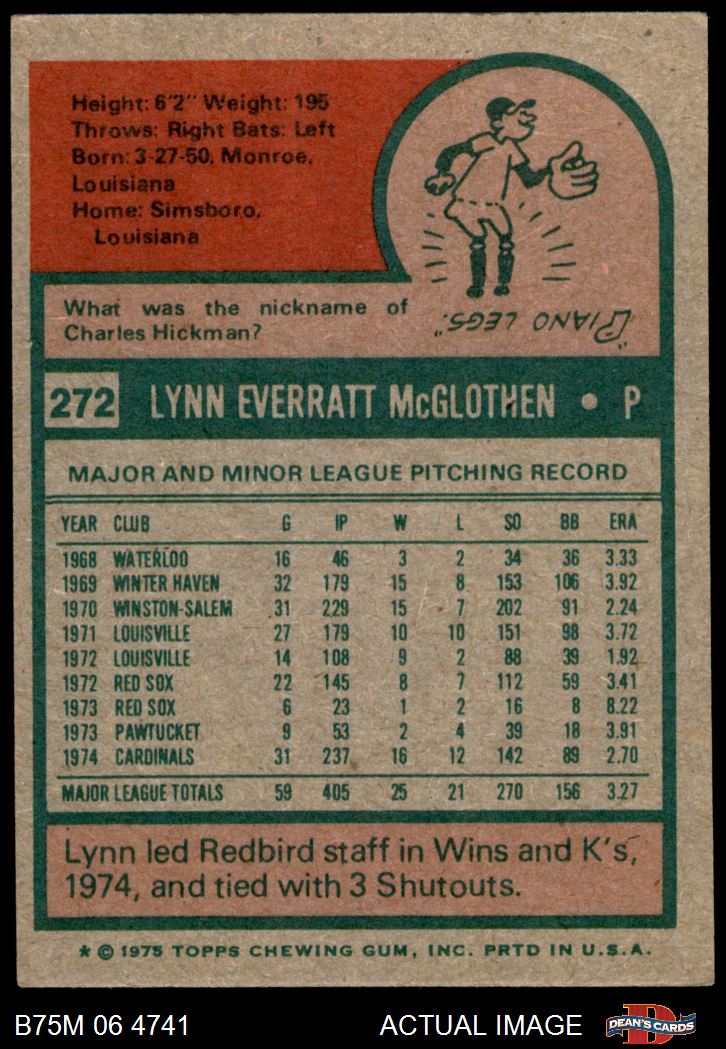 Height: 6'2" Weight: 195
Throws: Right Bats: Left
Born: 3-27-50, Monroe,
Louisiana
Home: Simsboro,
Louisiana
What was the nickname of
Charles Hickman?
"PIANO LEGS."
272 LYNN EVERRATT McGLOTHEN • P
MAJOR AND MINOR LEAGUE PITCHING RECORD
YEAR CLUB G IP W L SO BB ERA
1968 WATERLOO 16 46 3 2 34 36 3.33
1969 WINTER HAVEN 32 179 15 8 153 106 3.92
1970 WINSTON-SALEM 31 229 15 7 202 91 2.24
1971 LOUISVILLE 27 179 10 10 151 98 3.72
1972 LOUISVILLE 14 108 9 2 88 39 1.92
1972 RED SOX 22 145 8 7 112 59 3.41
1973 RED SOX 6 23 1 2 16 8 8.22
1973 PAWTUCKET 9 53 2 4 39 18 3.91
1974 CARDINALS 31 237 16 12 142 89 2.70
MAJOR LEAGUE TOTALS 59 405 25 21 270 156 3.27
Lynn led Redbird staff in Wins and K's,
1974, and tied with 3 Shutouts.
* © 1975 TOPPS CHEWING GUM, INC. PRTD IN U.S.A.
B75M 06 4741 ACTUAL IMAGE
D
DEAN'S CARDS